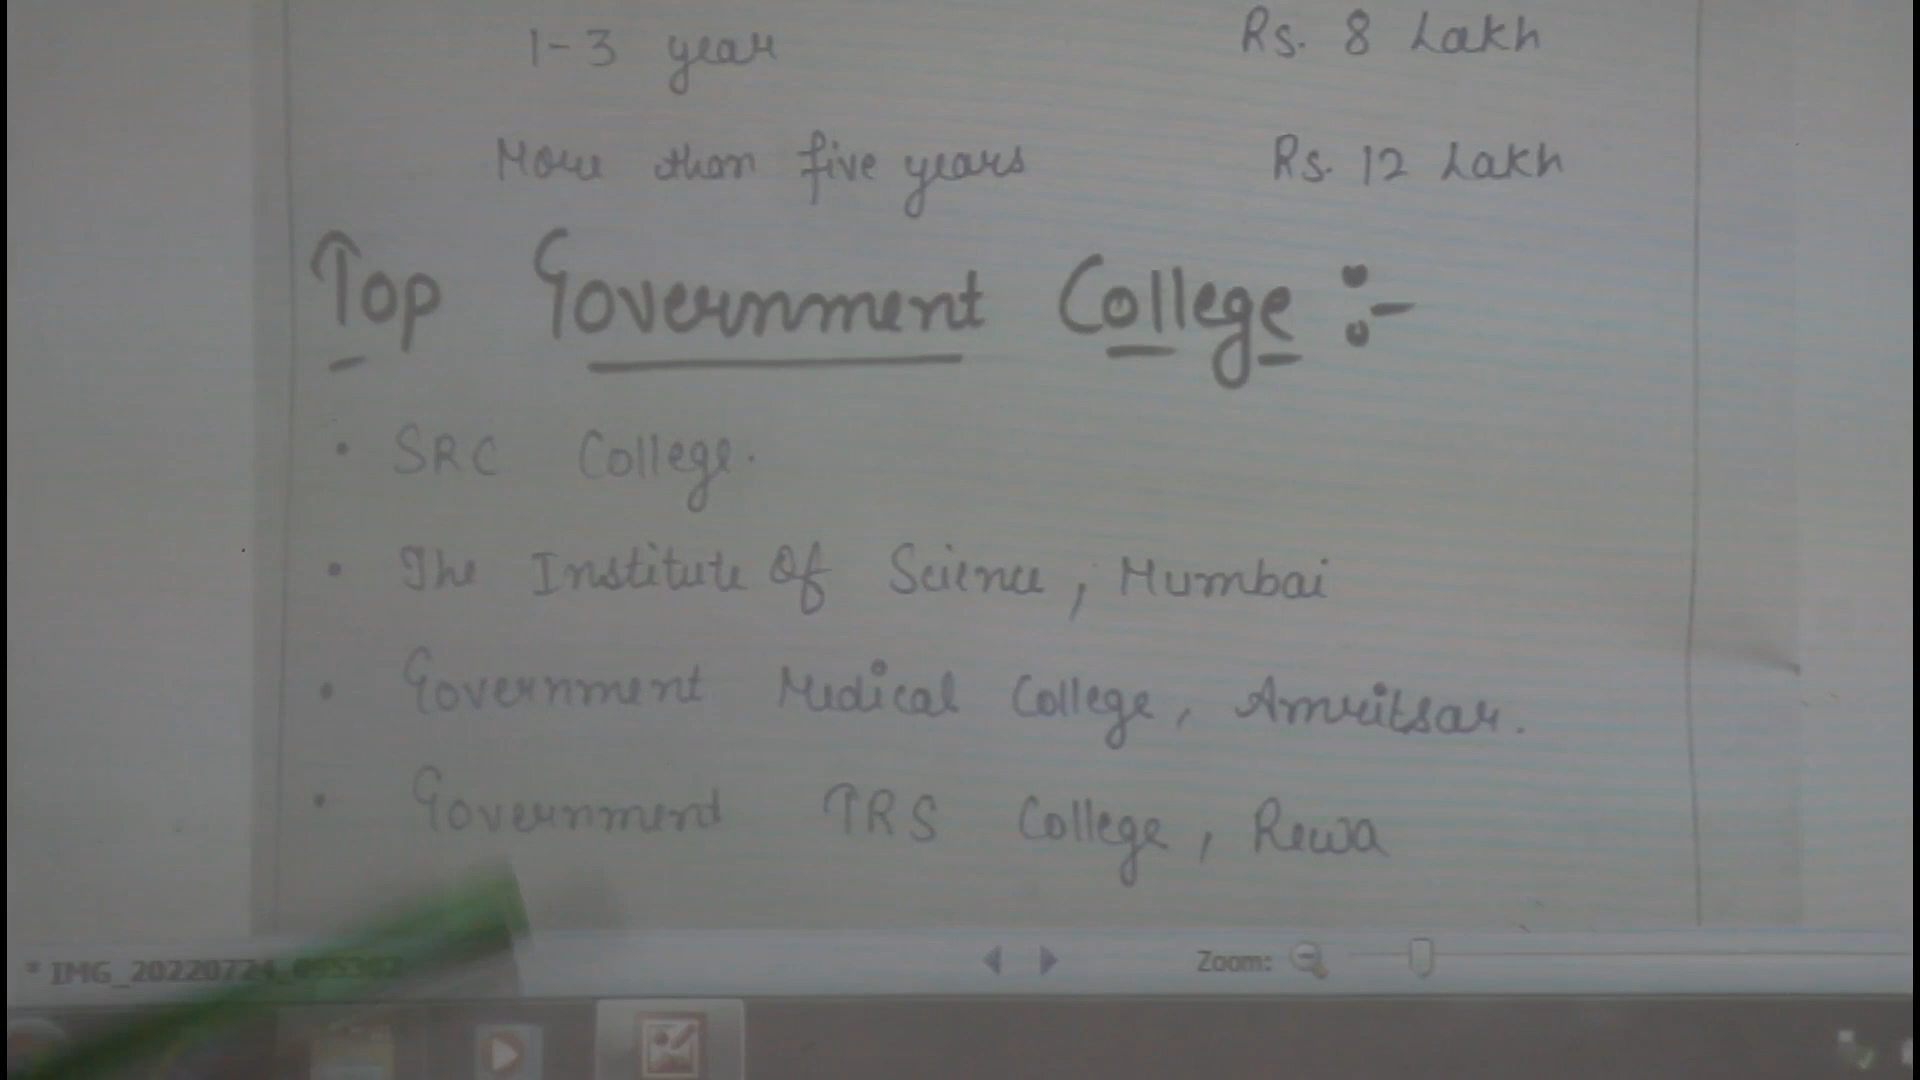 1-3 year Rs. 8 Lakh
More than five years Rs. 12 Lakh
Top Government College :-
• SRC College.
• The Institute Of Science, Mumbai
• Government Medical College, Amritsar.
• Government TRS College, Rewa
Zoom: